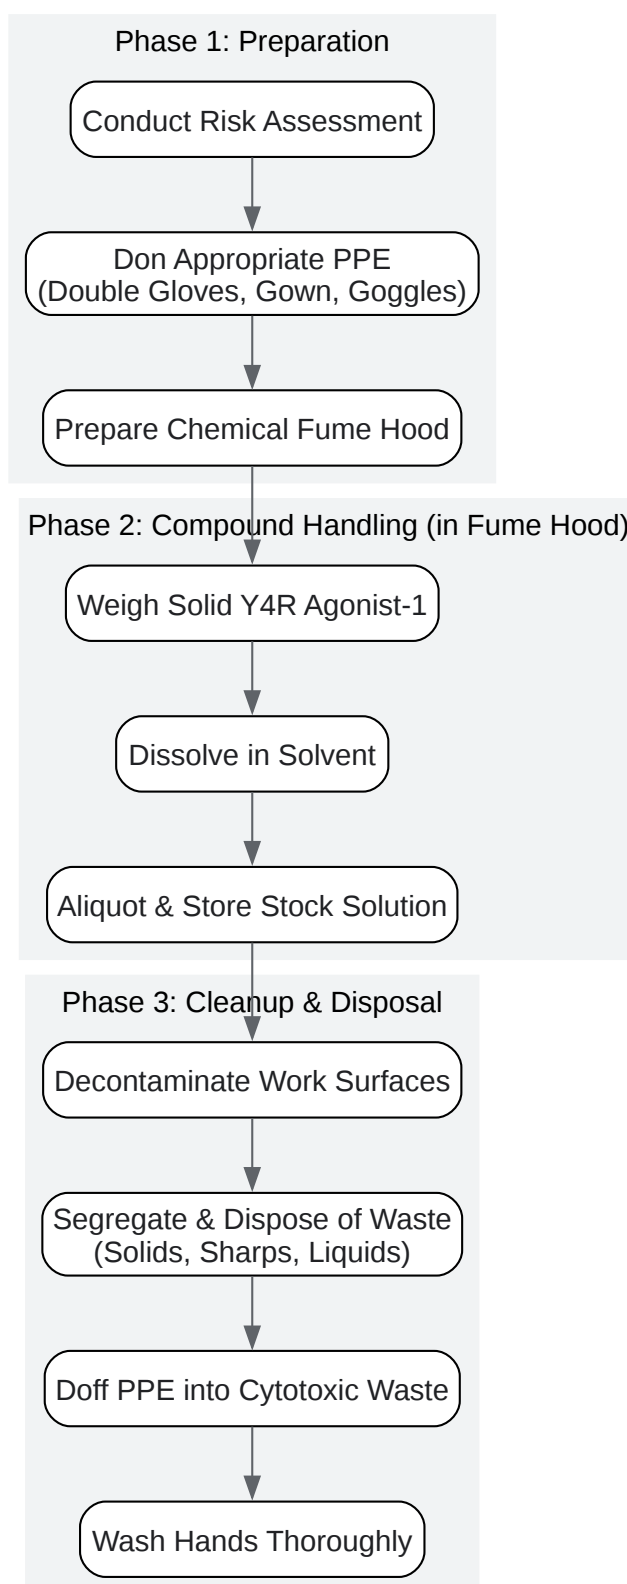 Phase 1: Preparation
Conduct Risk Assessment
Don Appropriate PPE
(Double Gloves, Gown, Goggles)
Prepare Chemical Fume Hood
Phase 2: Compound Handling (in Fume Hood)
Weigh Solid Y4R Agonist-1
Dissolve in Solvent
Aliquot & Store Stock Solution
Phase 3: Cleanup & Disposal
Decontaminate Work Surfaces
Segregate & Dispose of Waste
(Solids, Sharps, Liquids)
Doff PPE into Cytotoxic Waste
Wash Hands Thoroughly